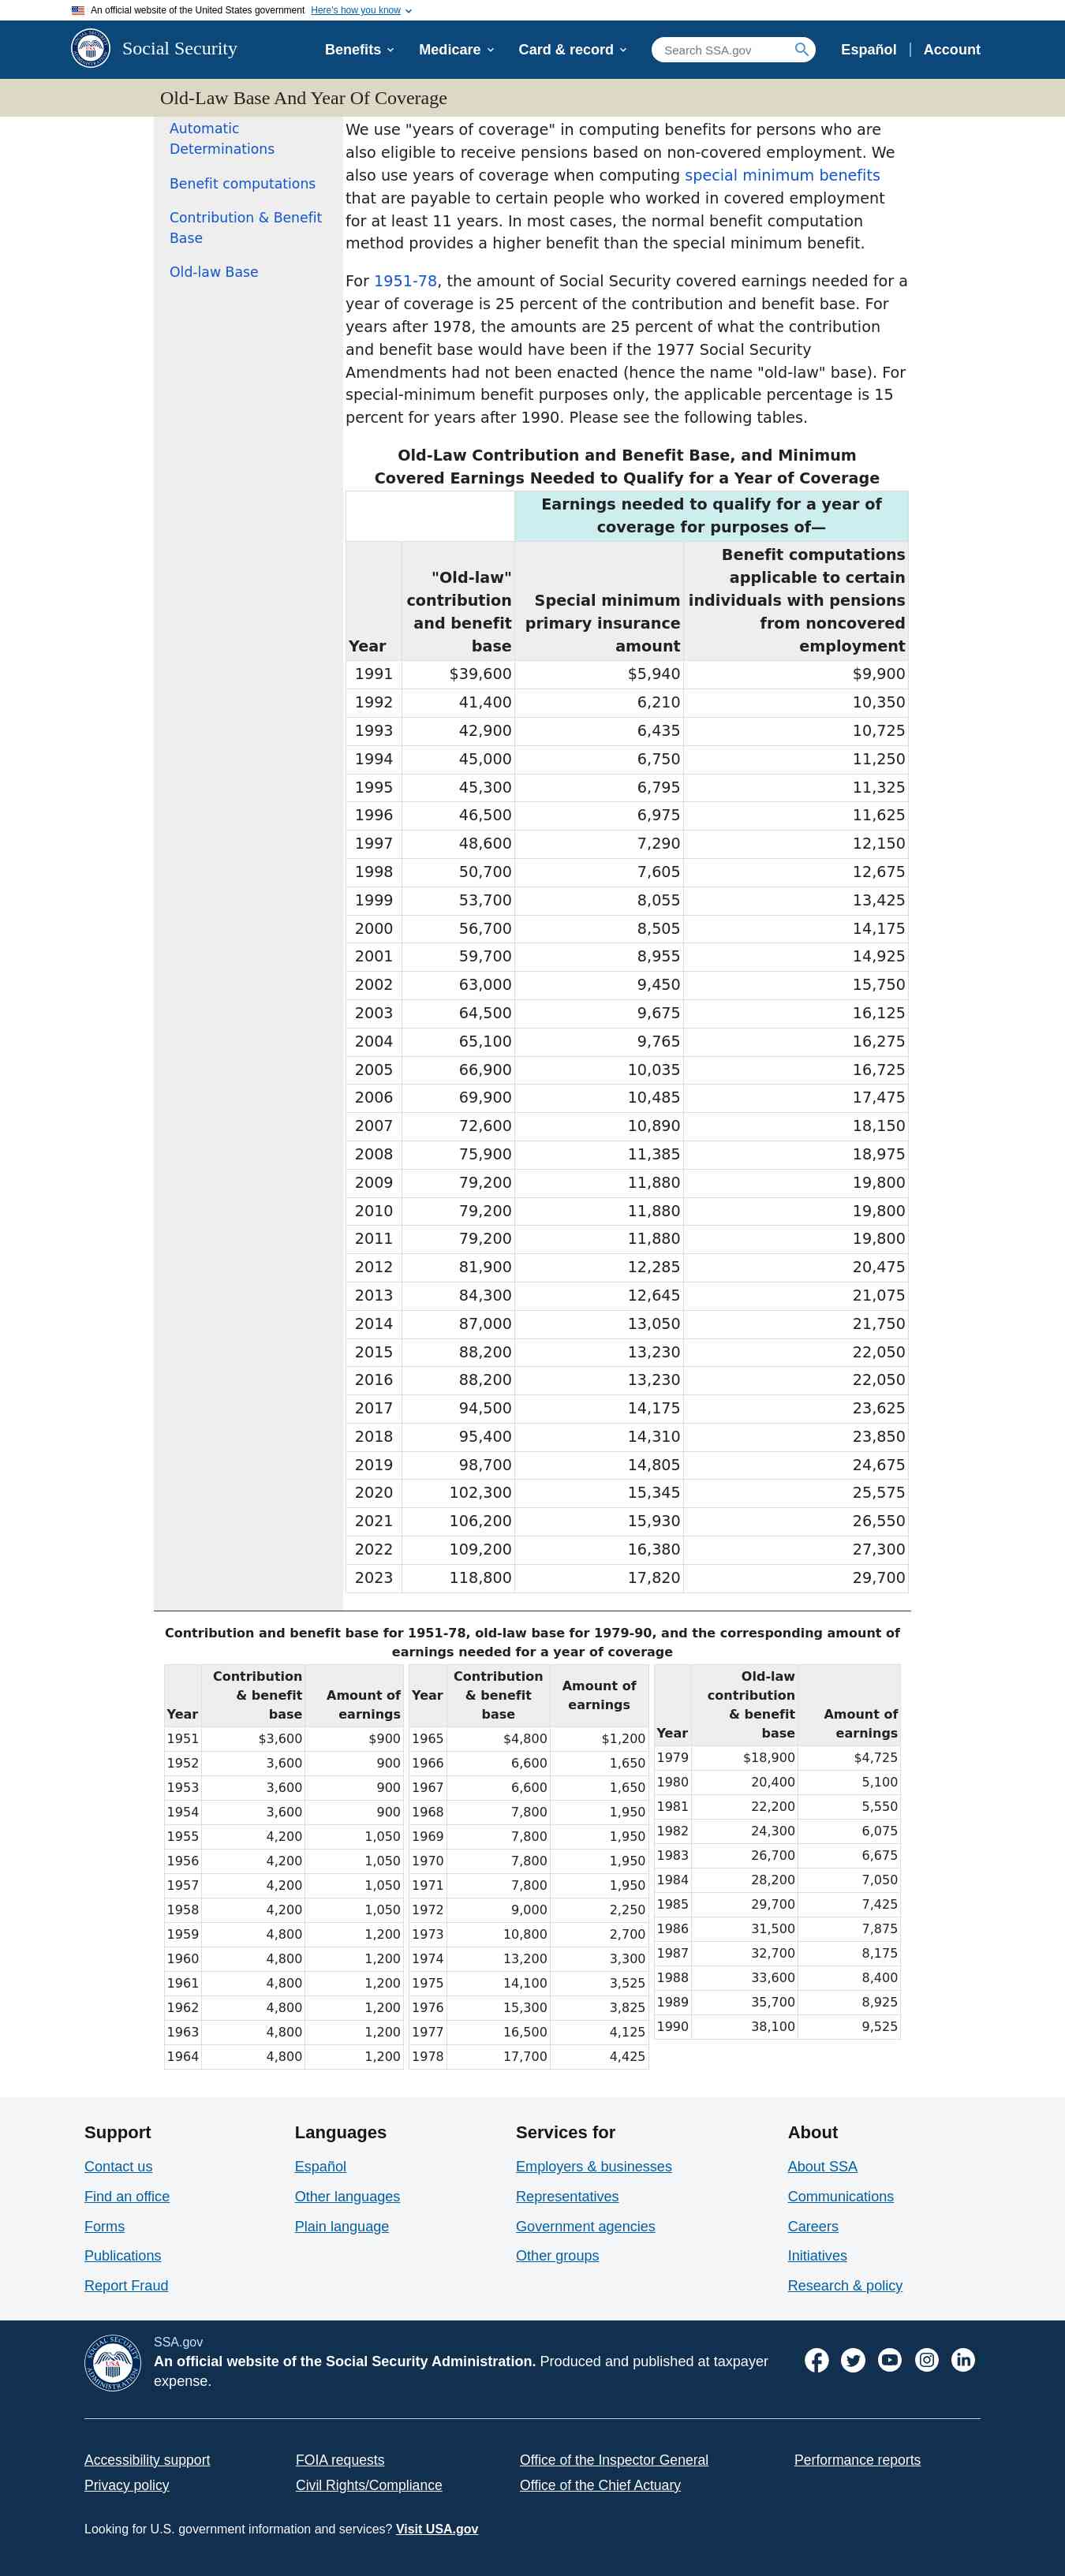 An official website of the United States government Here's how you know
Social Security
Benefits
Medicare
Card & record
Search SSA.gov
Español | Account
Old-Law Base And Year Of Coverage
Automatic
Determinations
Benefit computations
Contribution & Benefit
Base
Old-law Base
We use "years of coverage" in computing benefits for persons who are
also eligible to receive pensions based on non-covered employment. We
also use years of coverage when computing special minimum benefits
that are payable to certain people who worked in covered employment
for at least 11 years. In most cases, the normal benefit computation
method provides a higher benefit than the special minimum benefit.
For 1951-78, the amount of Social Security covered earnings needed for a
year of coverage is 25 percent of the contribution and benefit base. For
years after 1978, the amounts are 25 percent of what the contribution
and benefit base would have been if the 1977 Social Security
Amendments had not been enacted (hence the name "old-law" base). For
special-minimum benefit purposes only, the applicable percentage is 15
percent for years after 1990. Please see the following tables.
Old-Law Contribution and Benefit Base, and Minimum
Covered Earnings Needed to Qualify for a Year of Coverage
Earnings needed to qualify for a year of
coverage for purposes of—
Year
"Old-law"
contribution
and benefit
base
Special minimum
primary insurance
amount
Benefit computations
applicable to certain
individuals with pensions
from noncovered
employment
1991 $39,600 $5,940 $9,900
1992 41,400 6,210 10,350
1993 42,900 6,435 10,725
1994 45,000 6,750 11,250
1995 45,300 6,795 11,325
1996 46,500 6,975 11,625
1997 48,600 7,290 12,150
1998 50,700 7,605 12,675
1999 53,700 8,055 13,425
2000 56,700 8,505 14,175
2001 59,700 8,955 14,925
2002 63,000 9,450 15,750
2003 64,500 9,675 16,125
2004 65,100 9,765 16,275
2005 66,900 10,035 16,725
2006 69,900 10,485 17,475
2007 72,600 10,890 18,150
2008 75,900 11,385 18,975
2009 79,200 11,880 19,800
2010 79,200 11,880 19,800
2011 79,200 11,880 19,800
2012 81,900 12,285 20,475
2013 84,300 12,645 21,075
2014 87,000 13,050 21,750
2015 88,200 13,230 22,050
2016 88,200 13,230 22,050
2017 94,500 14,175 23,625
2018 95,400 14,310 23,850
2019 98,700 14,805 24,675
2020 102,300 15,345 25,575
2021 106,200 15,930 26,550
2022 109,200 16,380 27,300
2023 118,800 17,820 29,700
Contribution and benefit base for 1951-78, old-law base for 1979-90, and the corresponding amount of
earnings needed for a year of coverage
Year
Contribution
& benefit
base
Amount of
earnings
1951 $3,600 $900
1952 3,600 900
1953 3,600 900
1954 3,600 900
1955 4,200 1,050
1956 4,200 1,050
1957 4,200 1,050
1958 4,200 1,050
1959 4,800 1,200
1960 4,800 1,200
1961 4,800 1,200
1962 4,800 1,200
1963 4,800 1,200
1964 4,800 1,200
Year
Contribution
& benefit
base
Amount of
earnings
1965 $4,800 $1,200
1966 6,600 1,650
1967 6,600 1,650
1968 7,800 1,950
1969 7,800 1,950
1970 7,800 1,950
1971 7,800 1,950
1972 9,000 2,250
1973 10,800 2,700
1974 13,200 3,300
1975 14,100 3,525
1976 15,300 3,825
1977 16,500 4,125
1978 17,700 4,425
Year
Old-law
contribution
& benefit
base
Amount of
earnings
1979 $18,900 $4,725
1980 20,400 5,100
1981 22,200 5,550
1982 24,300 6,075
1983 26,700 6,675
1984 28,200 7,050
1985 29,700 7,425
1986 31,500 7,875
1987 32,700 8,175
1988 33,600 8,400
1989 35,700 8,925
1990 38,100 9,525
Support
Contact us
Find an office
Forms
Publications
Report Fraud
Languages
Español
Other languages
Plain language
Services for
Employers & businesses
Representatives
Government agencies
Other groups
About
About SSA
Communications
Careers
Initiatives
Research & policy
SOCIAL SECURITY
USA
ADMINISTRATION
SSA.gov
An official website of the Social Security Administration. Produced and published at taxpayer
expense.
Accessibility support
FOIA requests
Office of the Inspector General
Performance reports
Privacy policy
Civil Rights/Compliance
Office of the Chief Actuary
Looking for U.S. government information and services? Visit USA.gov